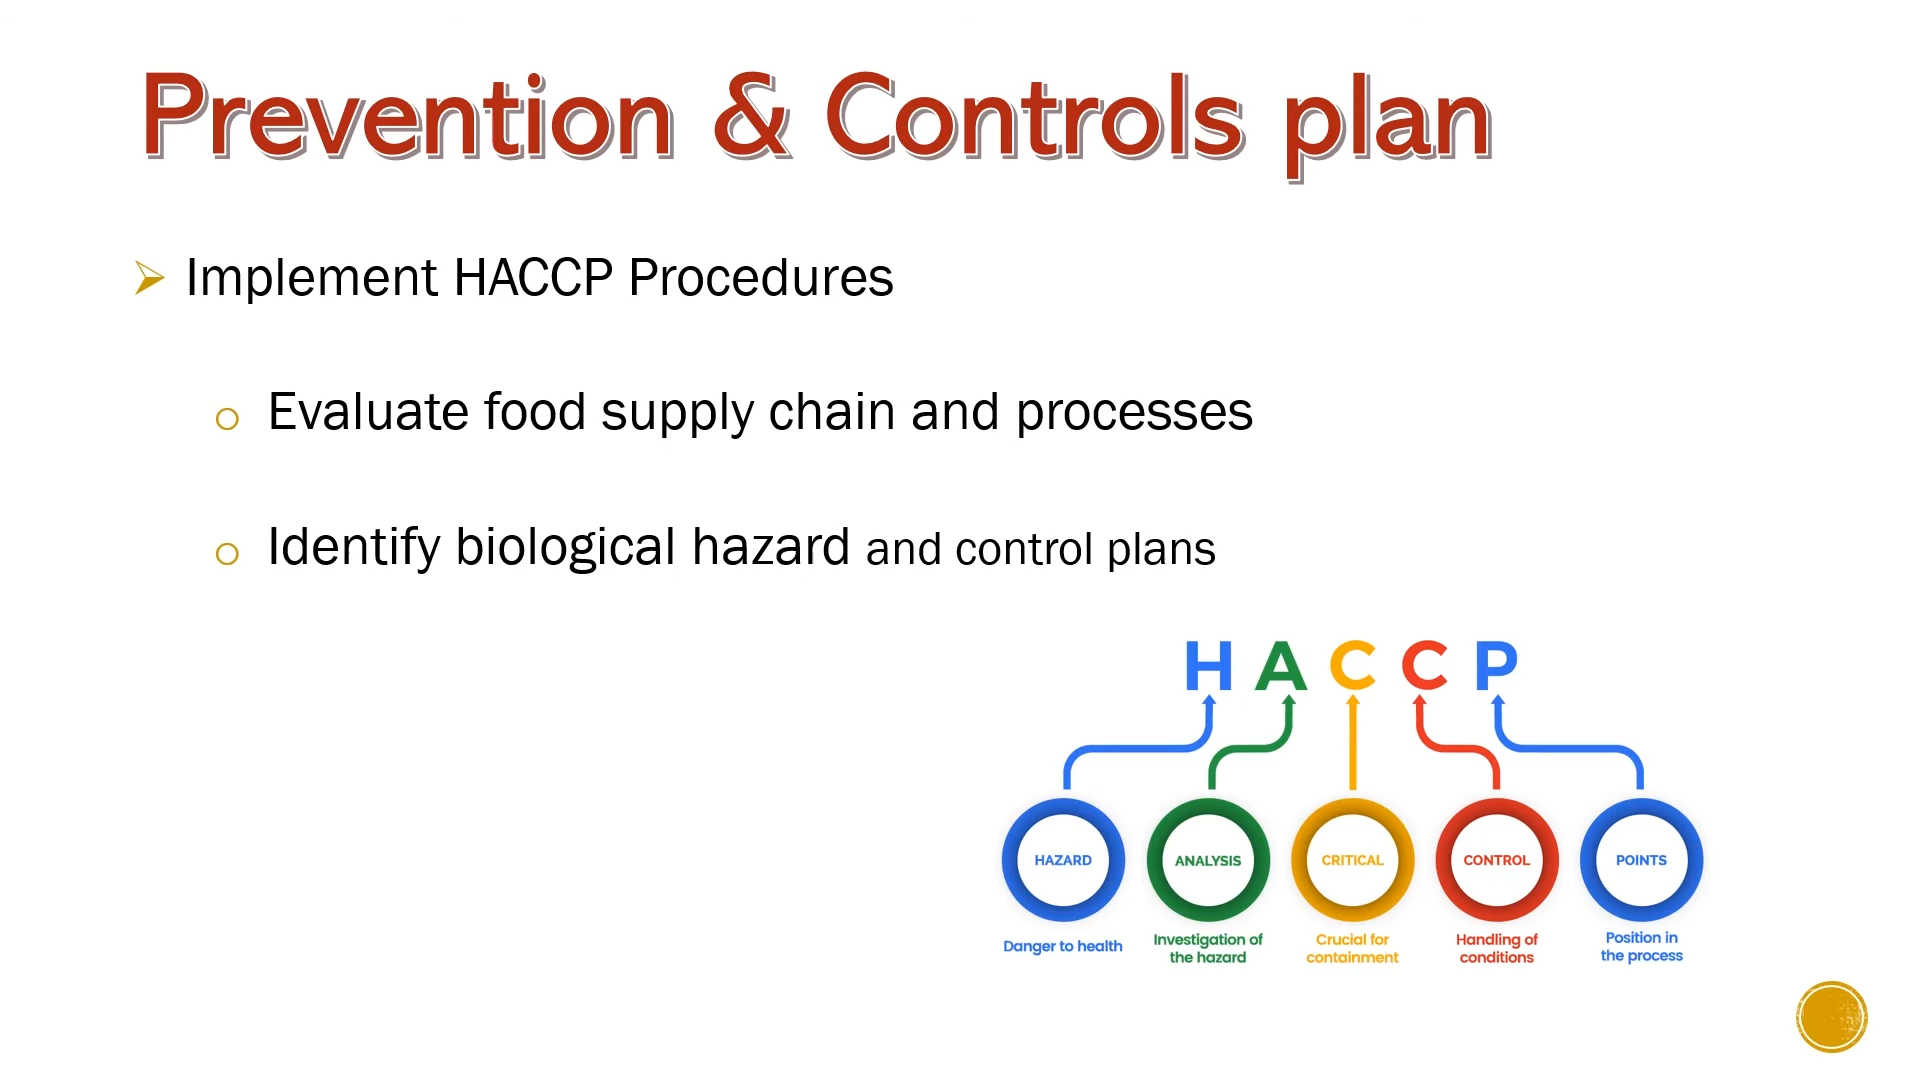 Prevention & Controls plan
Implement HACCP Procedures
Evaluate food supply chain and processes
Identify biological hazard and control plans
H A C C P
HAZARD
ANALYSIS
CRITICAL
CONTROL
POINTS
Danger to health
Investigation of
the hazard
Crucial for
containment
Handling of
conditions
Position in
the process